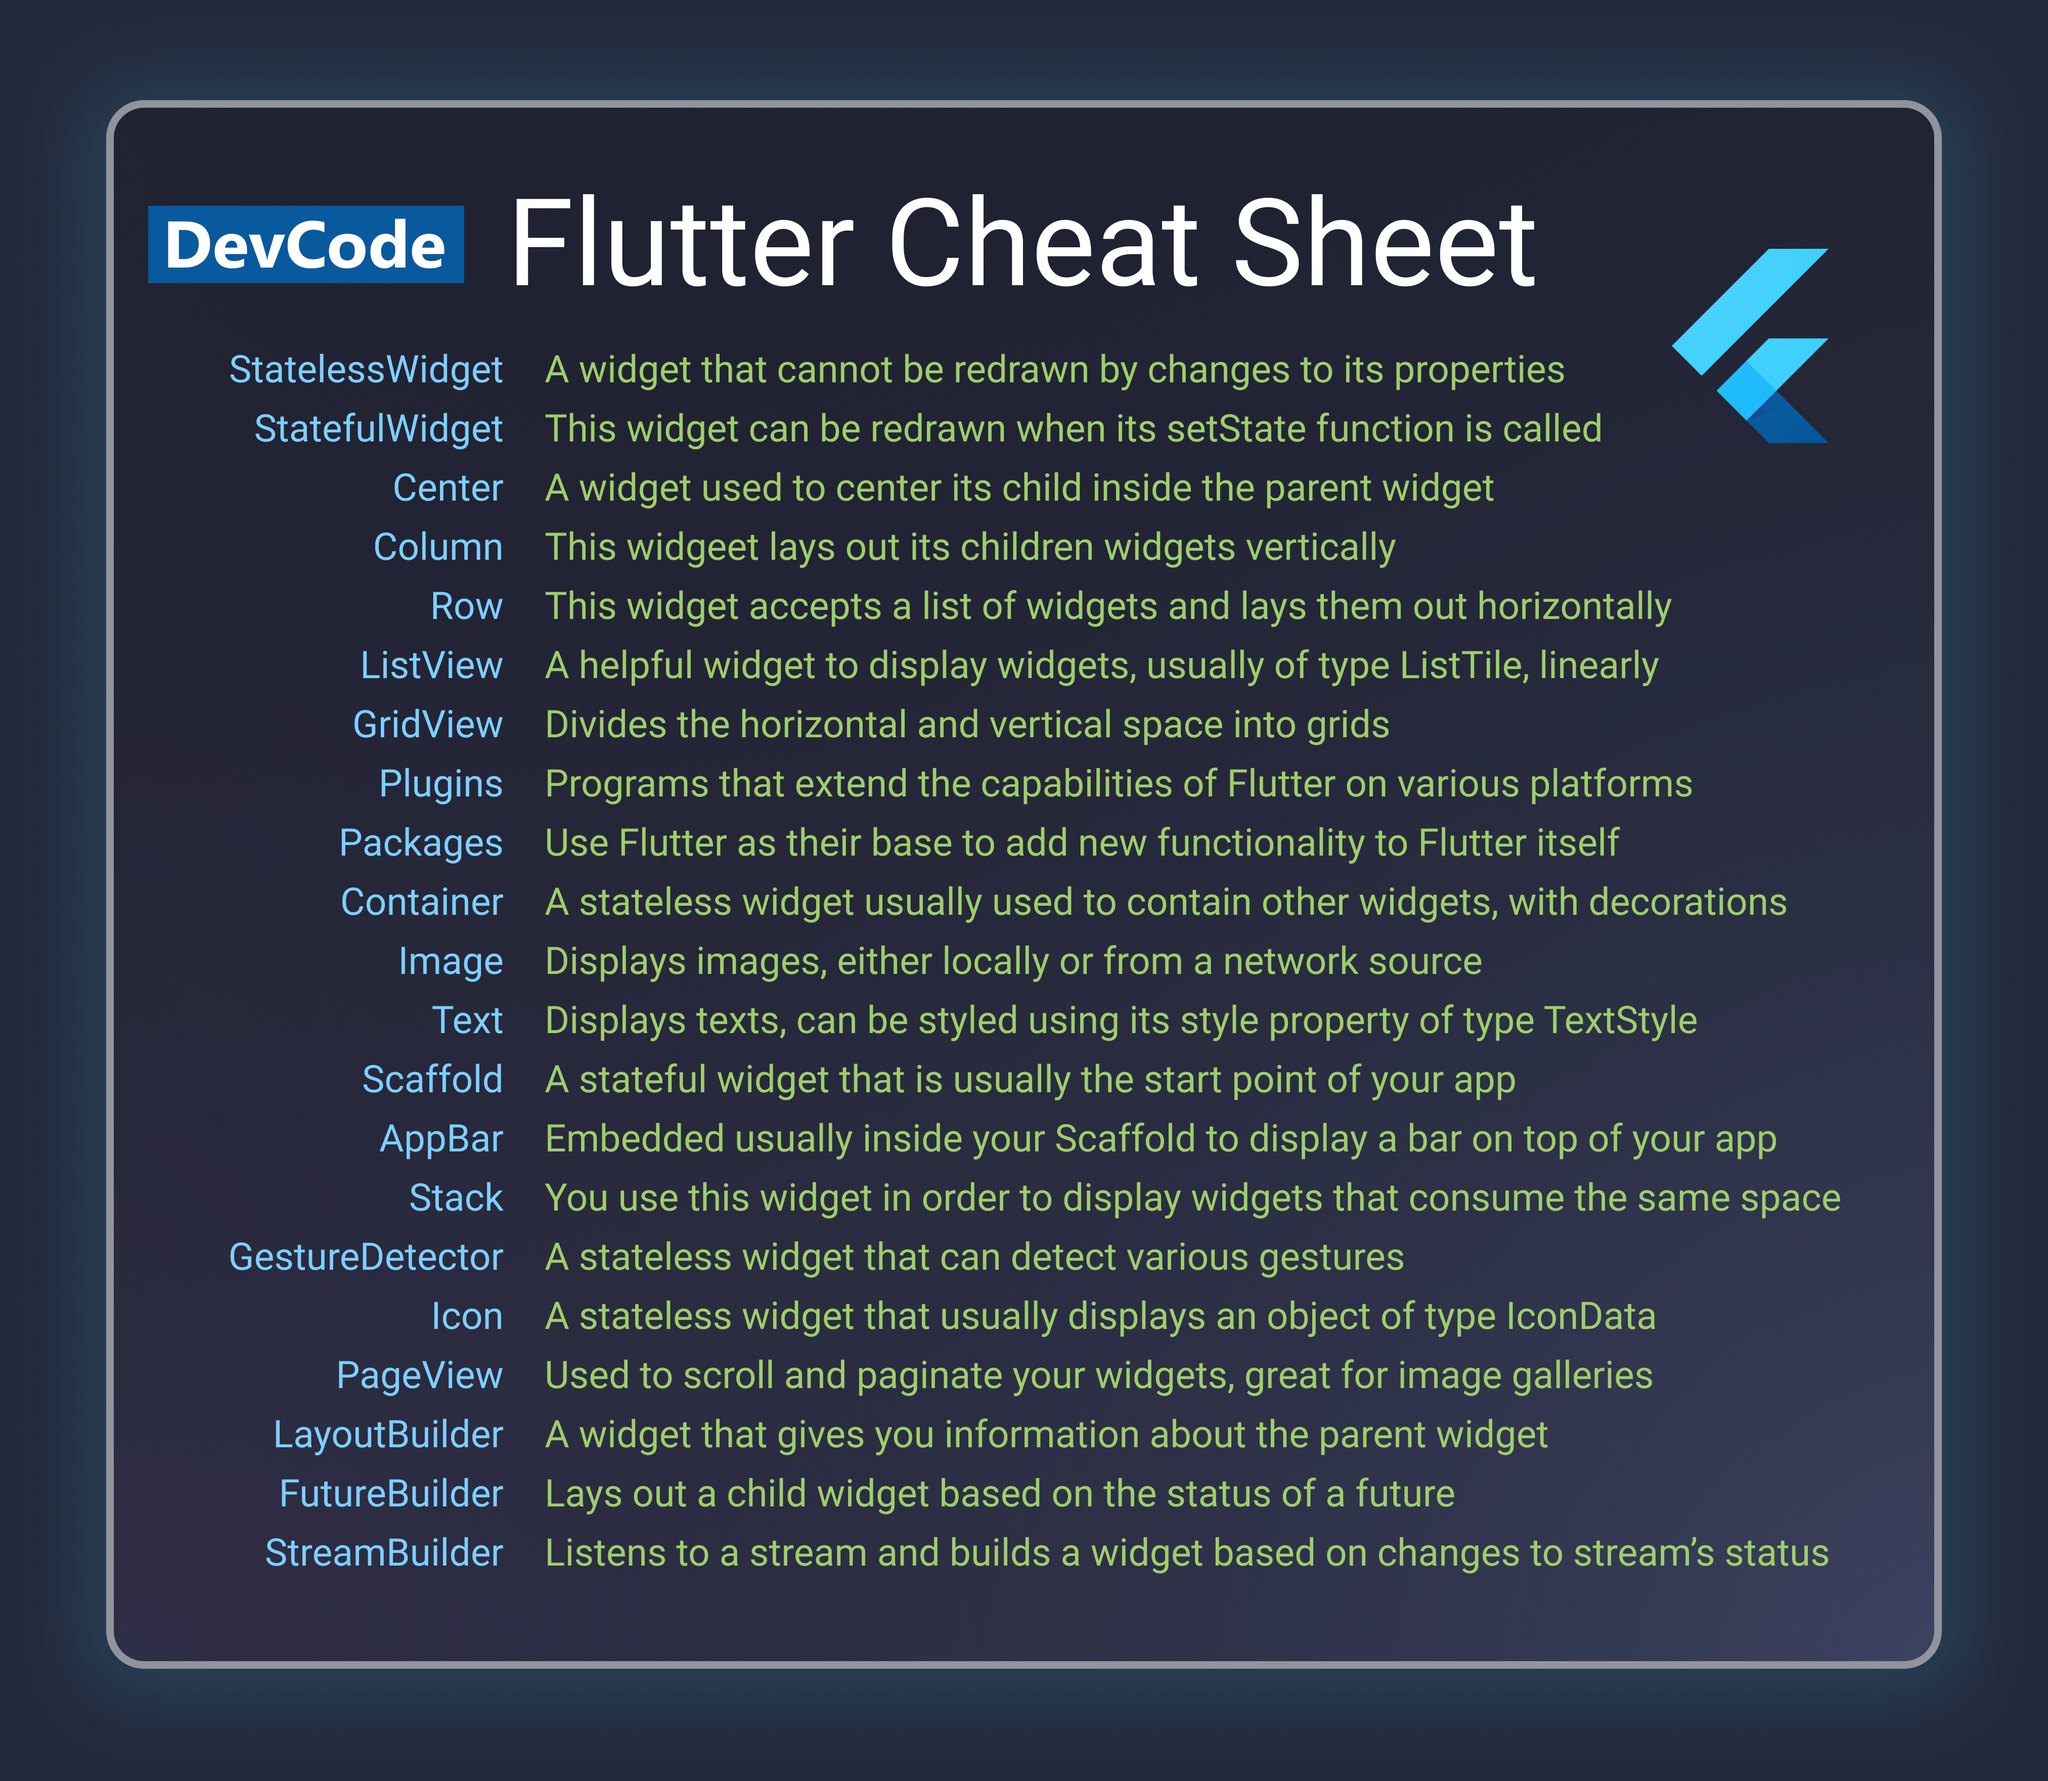 DevCode Flutter Cheat Sheet
StatelessWidget A widget that cannot be redrawn by changes to its properties
StatefulWidget This widget can be redrawn when its setState function is called
Center A widget used to center its child inside the parent widget
Column This widgeet lays out its children widgets vertically
Row This widget accepts a list of widgets and lays them out horizontally
ListView A helpful widget to display widgets, usually of type ListTile, linearly
GridView Divides the horizontal and vertical space into grids
Plugins Programs that extend the capabilities of Flutter on various platforms
Packages Use Flutter as their base to add new functionality to Flutter itself
Container A stateless widget usually used to contain other widgets, with decorations
Image Displays images, either locally or from a network source
Text Displays texts, can be styled using its style property of type TextStyle
Scaffold A stateful widget that is usually the start point of your app
AppBar Embedded usually inside your Scaffold to display a bar on top of your app
Stack You use this widget in order to display widgets that consume the same space
GestureDetector A stateless widget that can detect various gestures
Icon A stateless widget that usually displays an object of type IconData
PageView Used to scroll and paginate your widgets, great for image galleries
LayoutBuilder A widget that gives you information about the parent widget
FutureBuilder Lays out a child widget based on the status of a future
StreamBuilder Listens to a stream and builds a widget based on changes to stream’s status